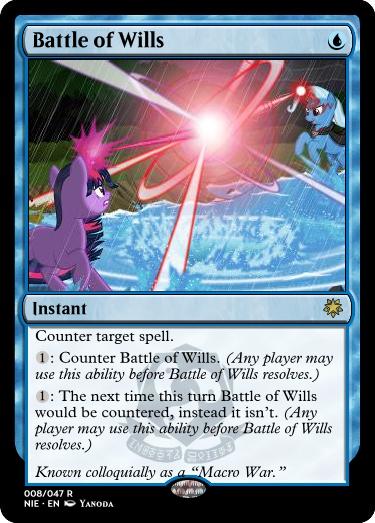 Battle of Wills
Instant
Counter target spell.
1: Counter Battle of Wills. (Any player may
use this ability before Battle of Wills resolves.)
1: The next time this turn Battle of Wills
would be countered, instead it isn't. (Any
player may use this ability before Battle of Wills
resolves.)
Known colloquially as a “Macro War.”
008/047 R
NIE • EN YANODA